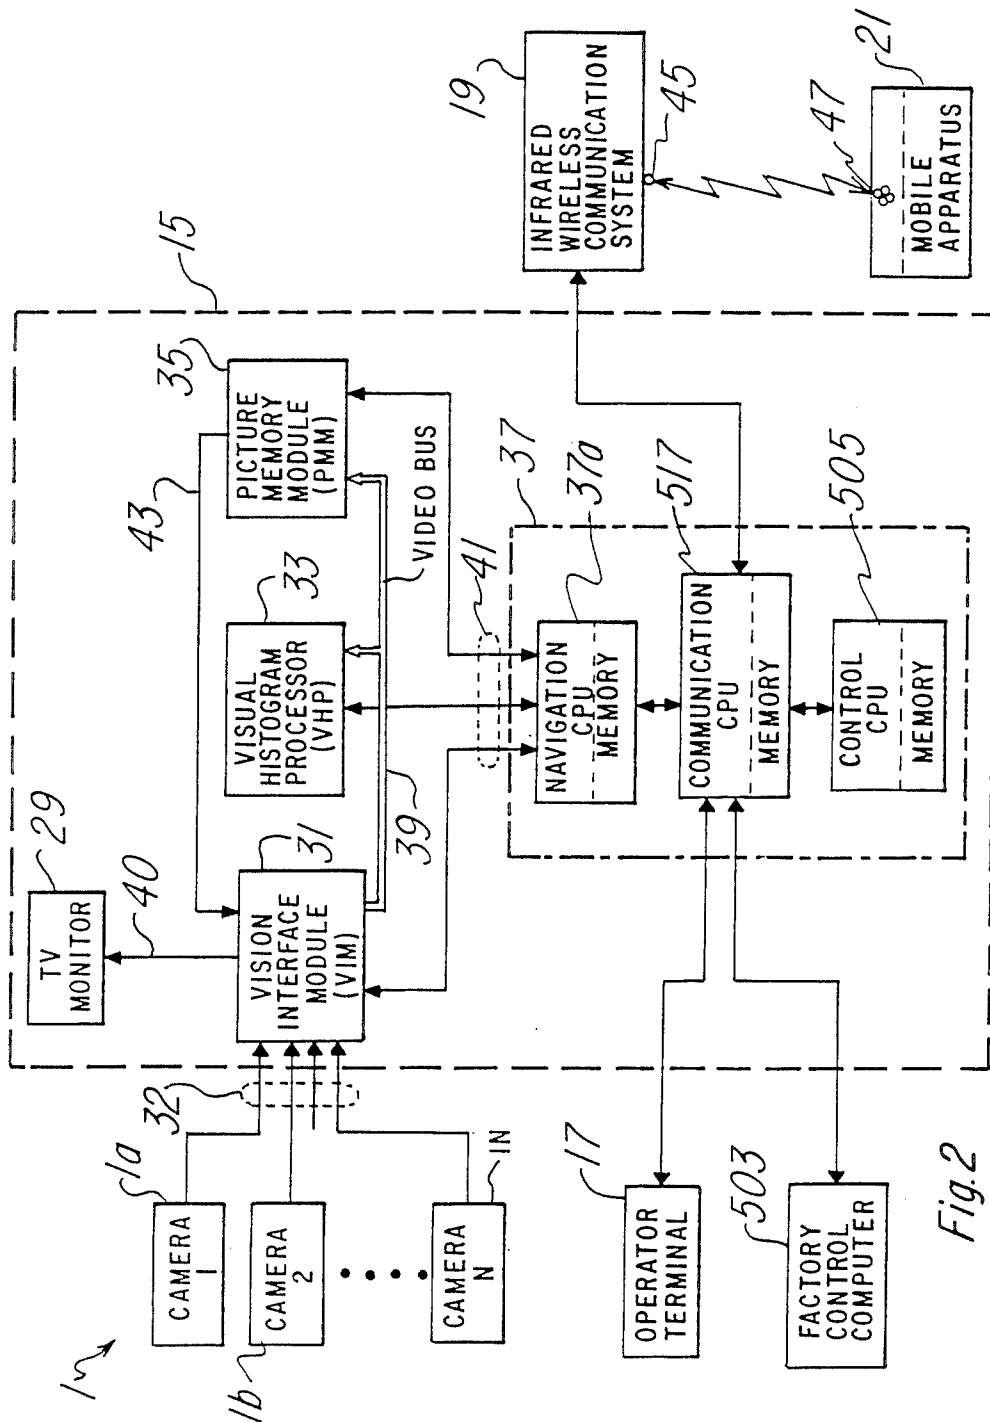 1
1a
CAMERA
1
1b
CAMERA
2
CAMERA
N
1N
32
TV
MONITOR
29
40
43
15
VISION
INTERFACE
MODULE
(VIM)
31
VISUAL
HISTOGRAM
PROCESSOR
(VHP)
33
PICTURE
MEMORY
MODULE
(PMM)
35
39
VIDEO BUS
41
37
NAVIGATION
CPU
MEMORY
37a
COMMUNICATION
CPU
MEMORY
517
CONTROL
CPU
MEMORY
505
OPERATOR
TERMINAL
17
FACTORY
CONTROL
COMPUTER
503
INFRARED
WIRELESS
COMMUNICATION
SYSTEM
19
45
47
MOBILE
APPARATUS
21
Fig.2